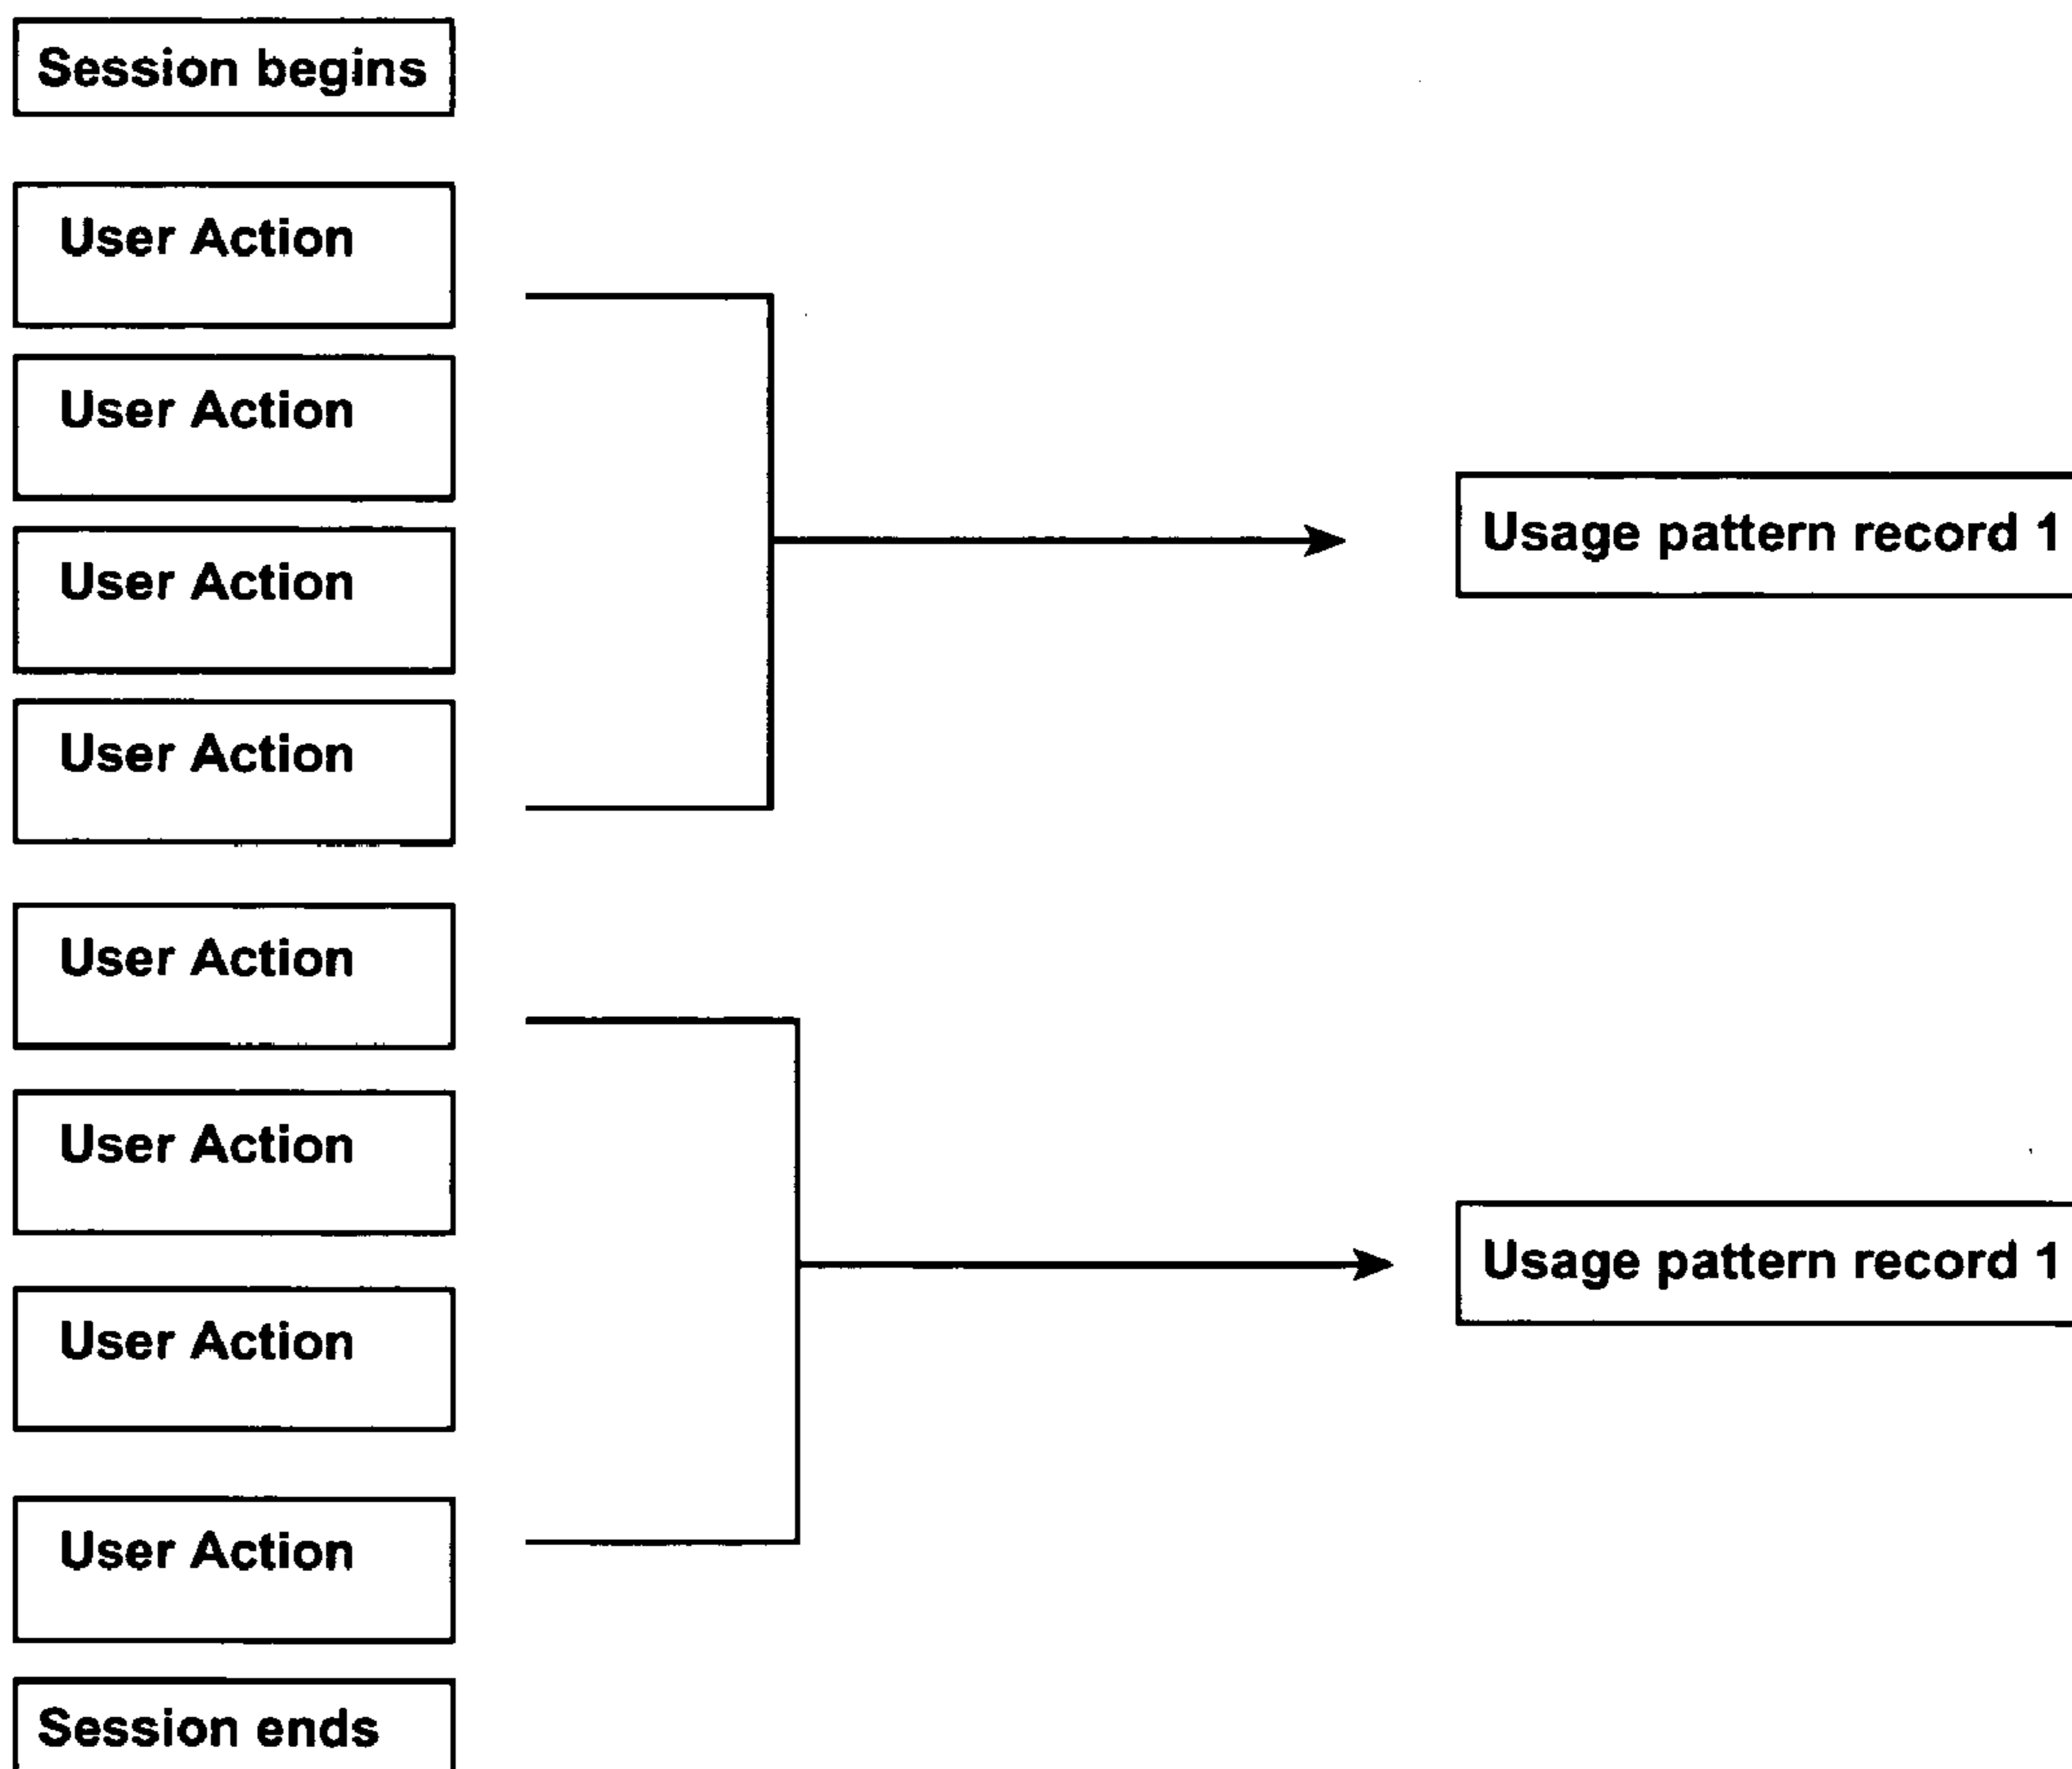 Session begins
User Action
User Action
User Action
User Action
Usage pattern record 1
User Action
User Action
User Action
User Action
Usage pattern record 1
Session ends